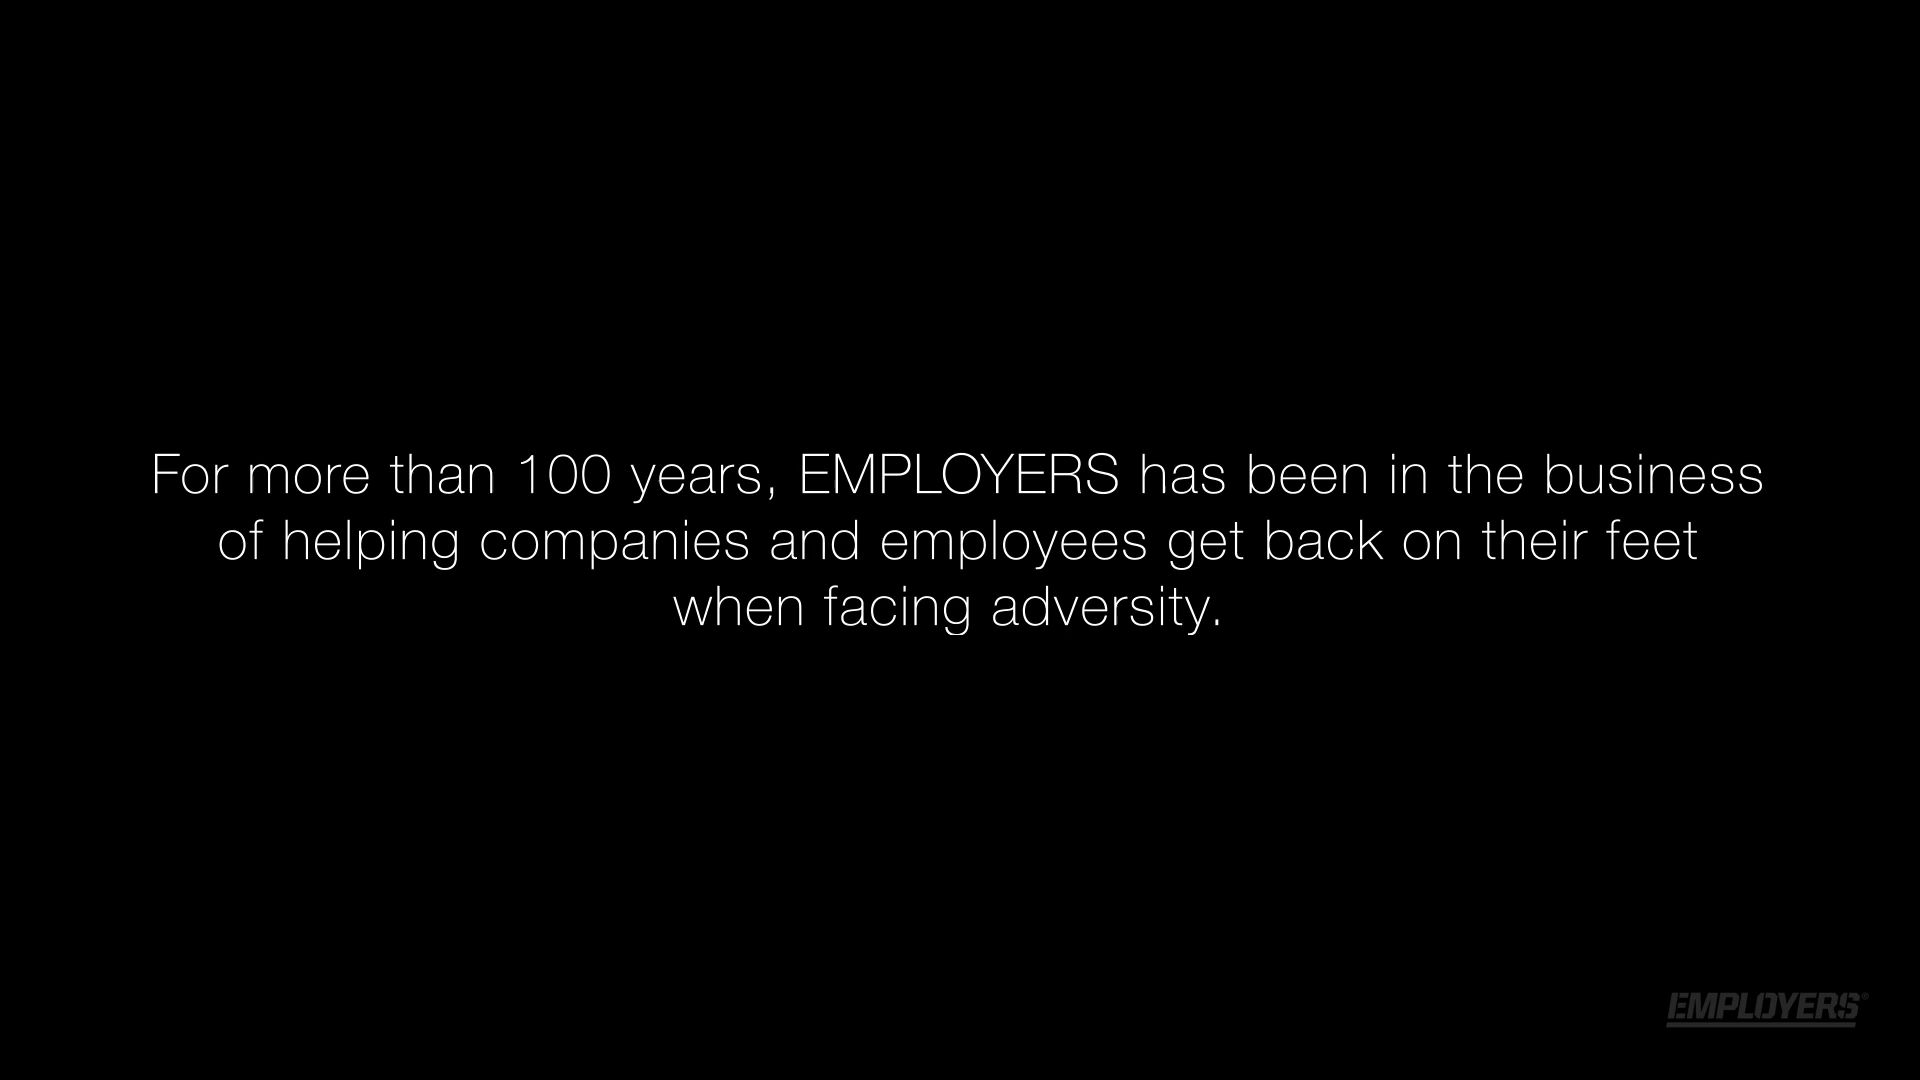 For more than 100 years, EMPLOYERS has been in the business
of helping companies and employees get back on their feet
when facing adversity.
EMPLOYERS®